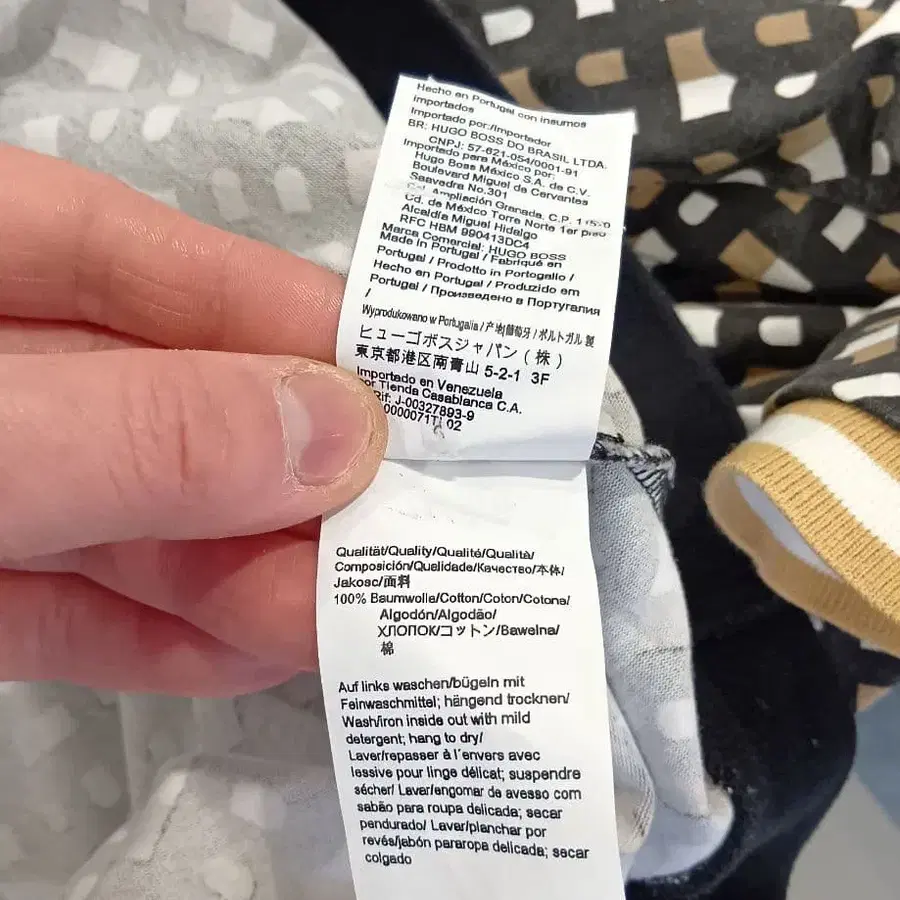 Hecho en Portugal con insumos
importados
Importado por:/Importador
BR: HUGO BOSS DO BRASIL LTDA.
CNPJ: 57-621-054/0001-91
Importado para México por:
Hugo Boss México S.A. de C.V.
Boulevard Miguel de Cervantes
Saavedra No.301
Col. Ampliación Granada, C.P.
Cd. de México Torre Norte 1er piso
Alcaldía Miguel Hidalgo
RFC HBM 990413DC4
Marca Comercial: HUGO BOSS
Made in Portugal / Fabriqué en
Portugal / Prodotto in Portogallo /
Hecho en Portugal / Produzido em
Portugal / Произведено в Португалия
/
Wyprodukowano w Portugalia / 产地葡萄牙 / ポルトガル 製
ヒューゴボスジャパン (株)
東京都港区南青山 5-2-1 3F
Importado en Venezuela
por Tienda Casablanca C.A.
Rif: J-00327893-9
0000071T 02
Qualität/Quality/Qualité/Qualità/
Composición/Qualidade/Качество/本体/
Jakosc/面料
100% Baumwolle/Cotton/Coton/Cotone/
Algodón/Algodão/
ХЛОПОК/コットン/Bawelna/
棉
Auf links waschen/bügeln mit
Feinwaschmittel; hängend trocknen/
Wash/iron inside out with mild
detergent; hang to dry/
Laver/repasser à l'envers avec
lessive pour linge délicat; suspendre
sécher/ Lavar/engomar de avesso com
sabão para roupa delicada; secar
pendurado/ Lavar/planchar por
revés/jabón pararopa delicada; secar
colgado